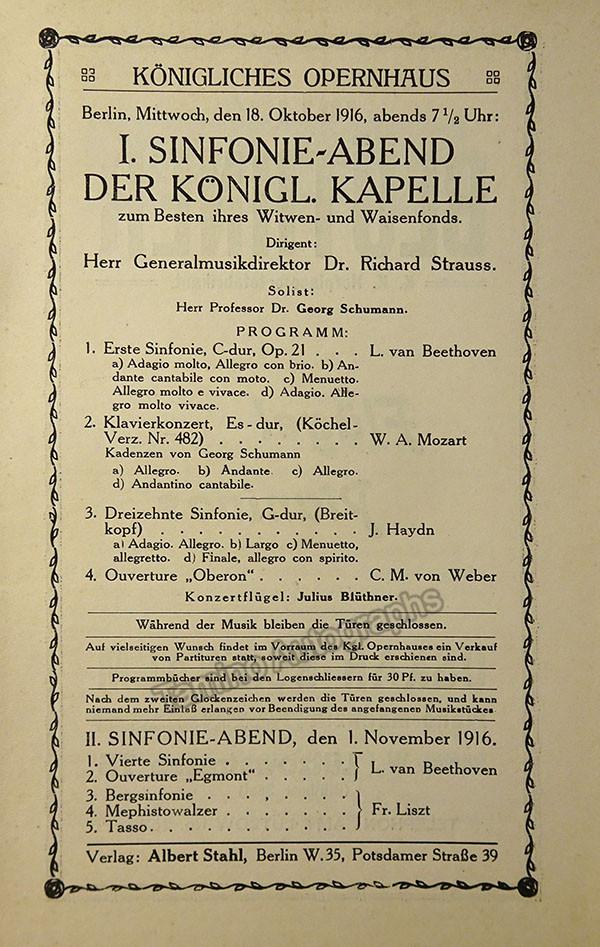 KÖNIGLICHES OPERNHAUS
Berlin, Mittwoch, den 18. Oktober 1916, abends 7 1/2 Uhr:
I. SINFONIE-ABEND
DER KÖNIGL. KAPELLE
zum Besten ihres Witwen- und Waisenfonds.
Dirigent:
Herr Generalmusikdirektor Dr. Richard Strauss.
Solist:
Herr Professor Dr. Georg Schumann.
PROGRAMM:
1. Erste Sinfonie, C-dur, Op. 21 . . . L. van Beethoven
a) Adagio molto, Allegro con brio. b) An-
dante cantabile con moto. c) Menuetto.
Allegro molto e vivace. d) Adagio. Alle-
gro molto vivace.
2. Klavierkonzert, Es-dur, (Köchel-
Verz. Nr. 482) . . . . . . . . W. A. Mozart
Kadenzen von Georg Schumann
a) Allegro. b) Andante. c) Allegro.
d) Andantino cantabile.
3. Dreizehnte Sinfonie, G-dur, (Breit-
kopf) . . . . . . . . . . . J. Haydn
a) Adagio. Allegro. b) Largo c) Menuetto,
allegretto. d) Finale, allegro con spirito.
4. Ouverture „Oberon“ . . . . . . C. M. von Weber
Konzertflügel: Julius Blüthner.
Während der Musik bleiben die Türen geschlossen.
Auf vielseitigen Wunsch findet im Vorraum des Kgl. Opernhauses ein Verkauf
von Partituren statt, soweit diese im Druck erschienen sind.
Programmbücher sind bei den Logenschliessern für 30 Pf. zu haben.
Nach dem zweiten Glockenzeichen werden die Türen geschlossen, und kann
niemand mehr Einlaß erlangen vor Beendigung des angefangenen Musikstückes
II. SINFONIE-ABEND, den 1. November 1916.
1. Vierte Sinfonie . . . . . . .
2. Ouverture „Egmont“ . . . . . L. van Beethoven
3. Bergsinfonie . . . . . . . .
4. Mephistowalzer . . . . . . . Fr. Liszt
5. Tasso. . . . . . . . . . . .
Verlag: Albert Stahl, Berlin W.35, Potsdamer Straße 39
Tamino Autographs